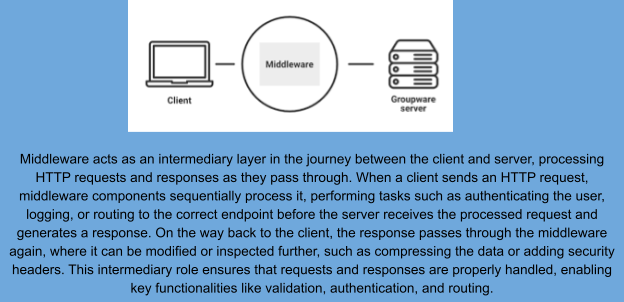 Middleware
Client
Groupware
server
Middleware acts as an intermediary layer in the journey between the client and server, processing
HTTP requests and responses as they pass through. When a client sends an HTTP request,
middleware components sequentially process it, performing tasks such as authenticating the user,
logging, or routing to the correct endpoint before the server receives the processed request and
generates a response. On the way back to the client, the response passes through the middleware
again, where it can be modified or inspected further, such as compressing the data or adding security
headers. This intermediary role ensures that requests and responses are properly handled, enabling
key functionalities like validation, authentication, and routing.